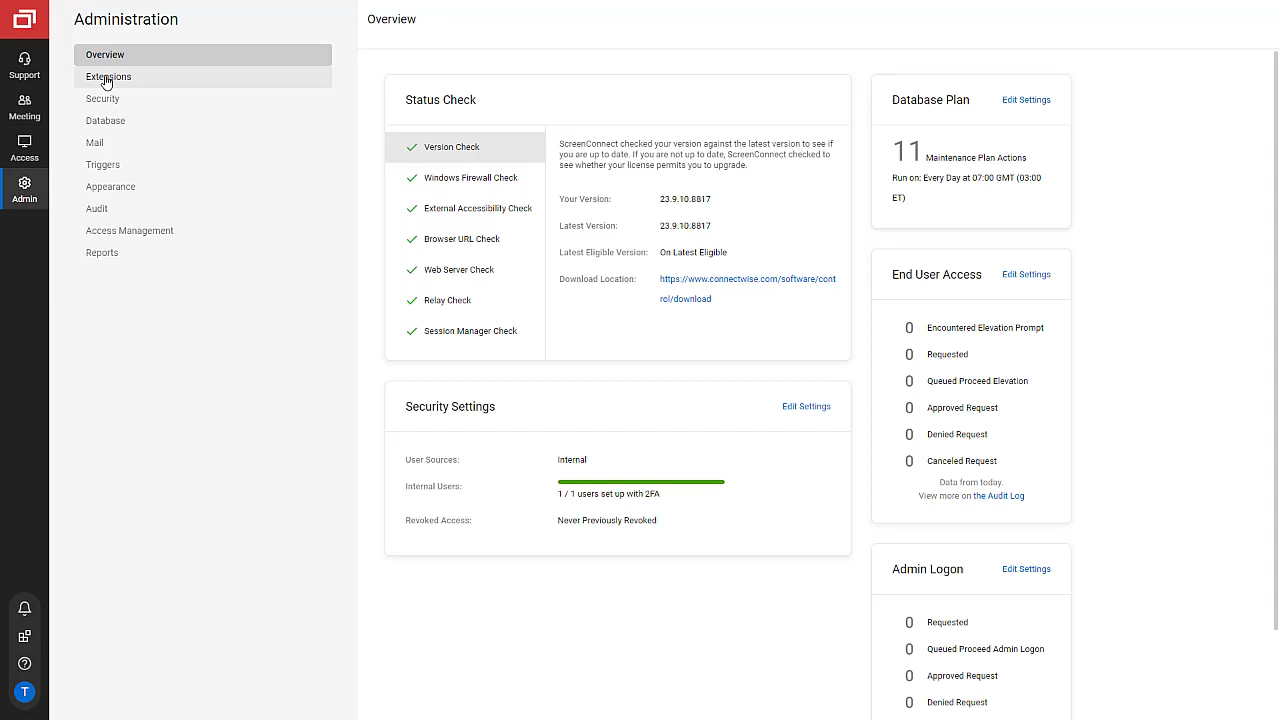 Administration
Overview
Support
Meeting
Access
Admin
T
Overview
Extensions
Security
Database
Mail
Triggers
Appearance
Audit
Access Management
Reports
Status Check
Version Check
Windows Firewall Check
External Accessibility Check
Browser URL Check
Web Server Check
Relay Check
Session Manager Check
ScreenConnect checked your version against the latest version to see if
you are up to date. If you are not up to date, ScreenConnect checked to
see whether your license permits you to upgrade.
Your Version: 23.9.10.8817
Latest Version: 23.9.10.8817
Latest Eligible Version: On Latest Eligible
Download Location: https://www.connectwise.com/software/cont
rol/download
Security Settings Edit Settings
User Sources: Internal
Internal Users:
1 / 1 users set up with 2FA
Revoked Access: Never Previously Revoked
Database Plan Edit Settings
11 Maintenance Plan Actions
Run on: Every Day at 07:00 GMT (03:00
ET)
End User Access Edit Settings
0 Encountered Elevation Prompt
0 Requested
0 Queued Proceed Elevation
0 Approved Request
0 Denied Request
0 Canceled Request
Data from today.
View more on the Audit Log
Admin Logon Edit Settings
0 Requested
0 Queued Proceed Admin Logon
0 Approved Request
0 Denied Request